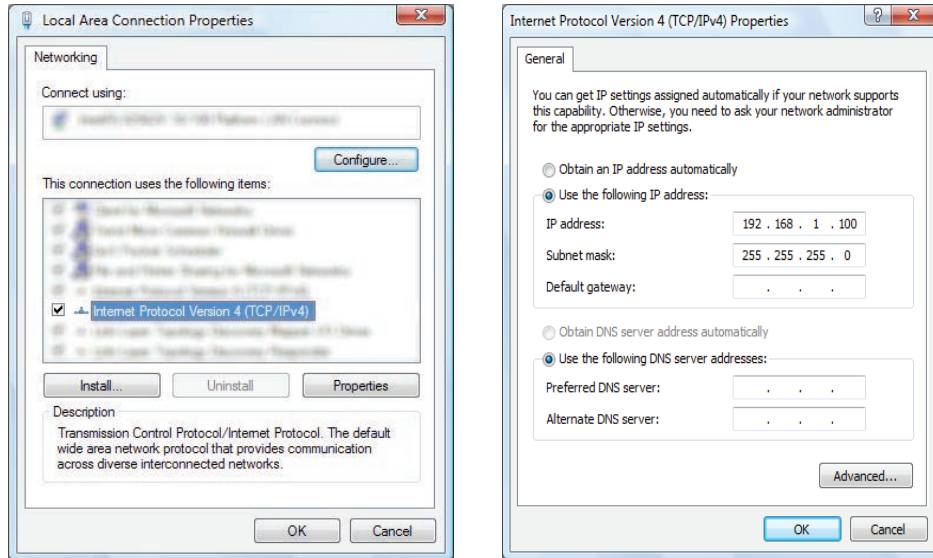 Local Area Connection Properties
Networking
Connect using:
Configure...
This connection uses the following items:
Internet Protocol Version 4 (TCP/IPv4)
Install...
Uninstall
Properties
Description
Transmission Control Protocol/Internet Protocol. The default
wide area network protocol that provides communication
across diverse interconnected networks.
OK
Cancel
Internet Protocol Version 4 (TCP/IPv4) Properties
General
You can get IP settings assigned automatically if your network supports
this capability. Otherwise, you need to ask your network administrator
for the appropriate IP settings.
Obtain an IP address automatically
Use the following IP address:
IP address: 192 . 168 . 1 . 100
Subnet mask: 255 . 255 . 255 . 0
Default gateway: . . .
Obtain DNS server address automatically
Use the following DNS server addresses:
Preferred DNS server: . . .
Alternate DNS server: . . .
Advanced...
OK
Cancel